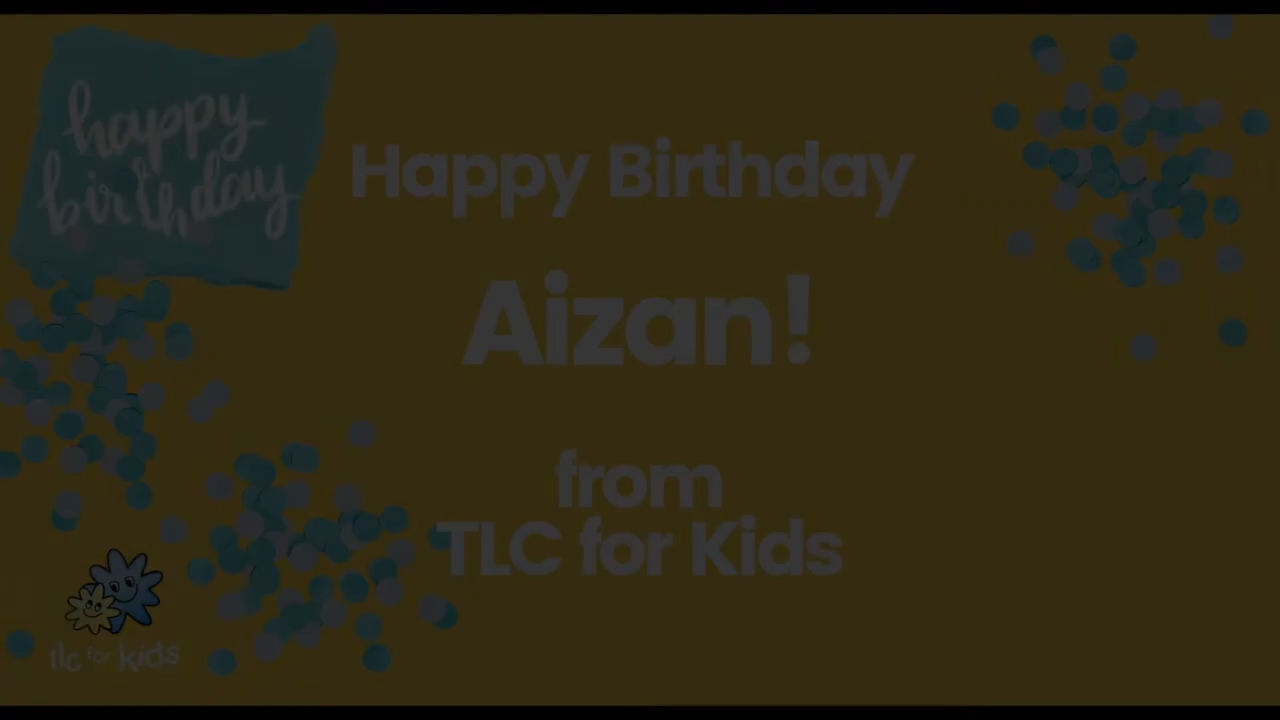 happy
birthday
Happy Birthday
Aizan!
from
TLC for Kids
tlc for kids